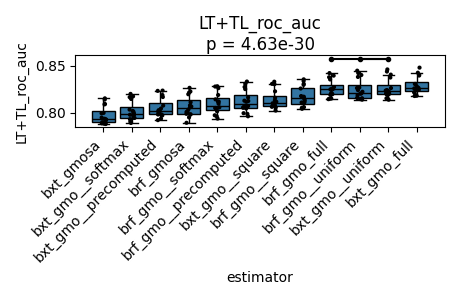 LT+TL_roc_auc
p = 4.63e-30
LT+TL_roc_auc
0.85
0.80
bxt_gmosa
bxt_gmo__softmax
bxt_gmo__precomputed
brf_gmosa
brf_gmo__softmax
brf_gmo__precomputed
bxt_gmo__square
brf_gmo__square
brf_gmo_full
brf_gmo__uniform
bxt_gmo__uniform
bxt_gmo_full
estimator